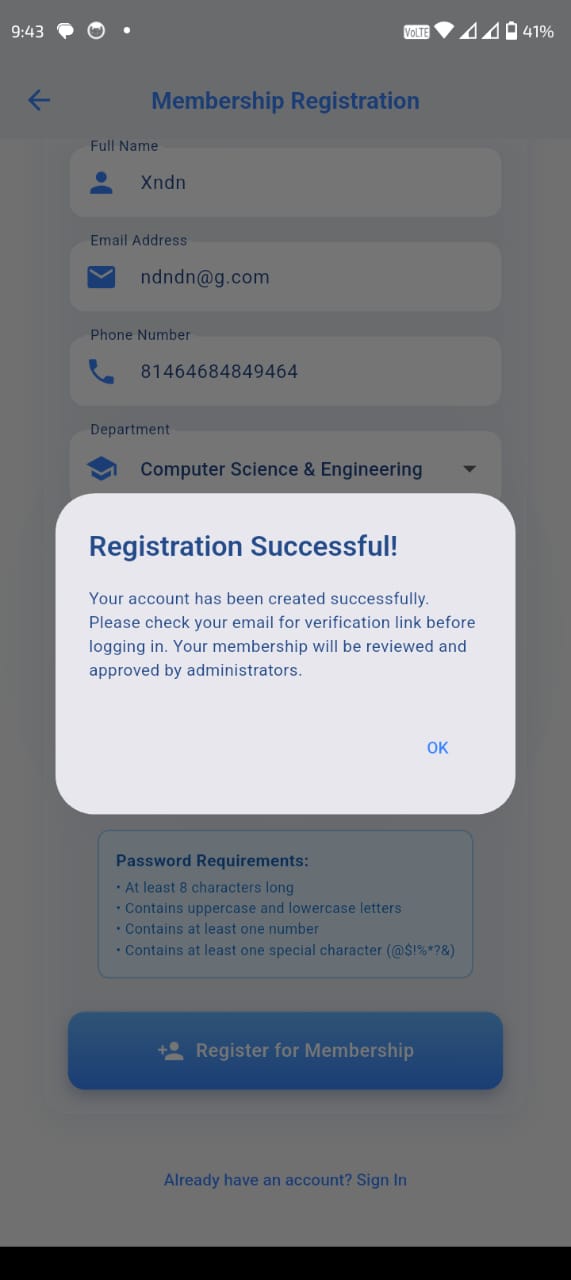 9:43
VoLTE
41%
Membership Registration
Full Name
Xndn
Email Address
ndndn@g.com
Phone Number
81464684849464
Department
Computer Science & Engineering
Registration Successful!
Your account has been created successfully.
Please check your email for verification link before
logging in. Your membership will be reviewed and
approved by administrators.
OK
Password Requirements:
• At least 8 characters long
• Contains uppercase and lowercase letters
• Contains at least one number
• Contains at least one special character (@$!%*?&)
Register for Membership
Already have an account? Sign In